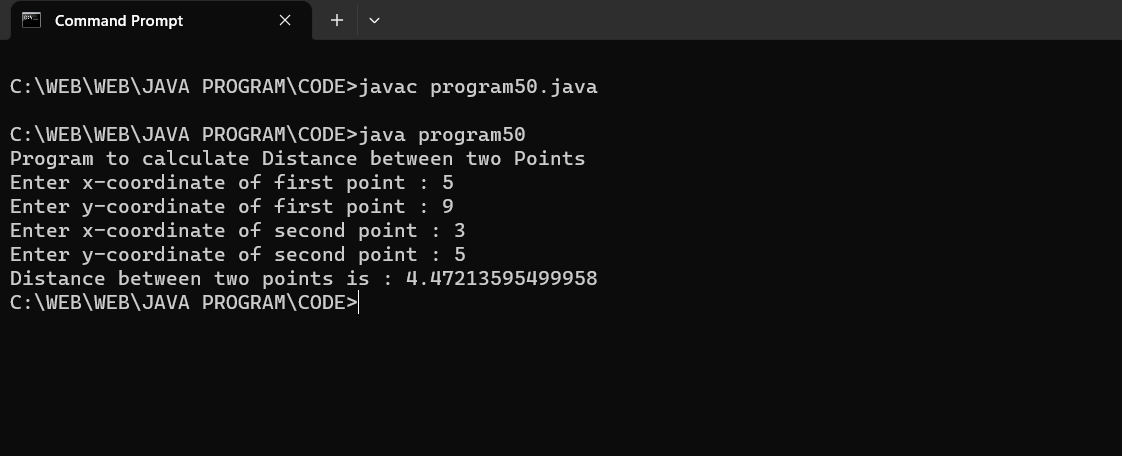 Command Prompt
C:\WEB\WEB\JAVA PROGRAM\CODE>javac program50.java
C:\WEB\WEB\JAVA PROGRAM\CODE>java program50
Program to calculate Distance between two Points
Enter x-coordinate of first point : 5
Enter y-coordinate of first point : 9
Enter x-coordinate of second point : 3
Enter y-coordinate of second point : 5
Distance between two points is : 4.47213595499958
C:\WEB\WEB\JAVA PROGRAM\CODE>